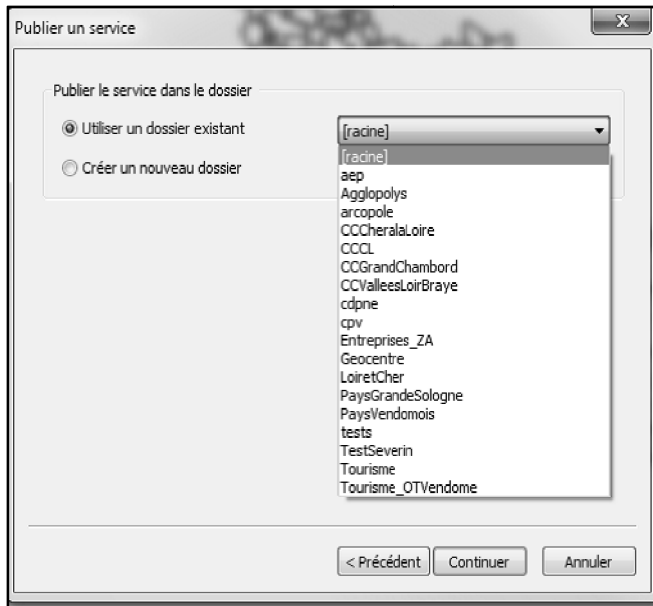 Publier un service
X
Publier le service dans le dossier
Utiliser un dossier existant
[racine]
Créer un nouveau dossier
[racine]
aep
Agglopolys
arcopole
CCCheralaLoire
CCCL
CCGrandChambord
CCValleesLoirBraye
cdpne
cpv
Entreprises_ZA
Geocentre
LoiretCher
PaysGrandeSologne
PaysVendomois
tests
TestSeverin
Tourisme
Tourisme_OTVendome
< Précédent
Continuer
Annuler